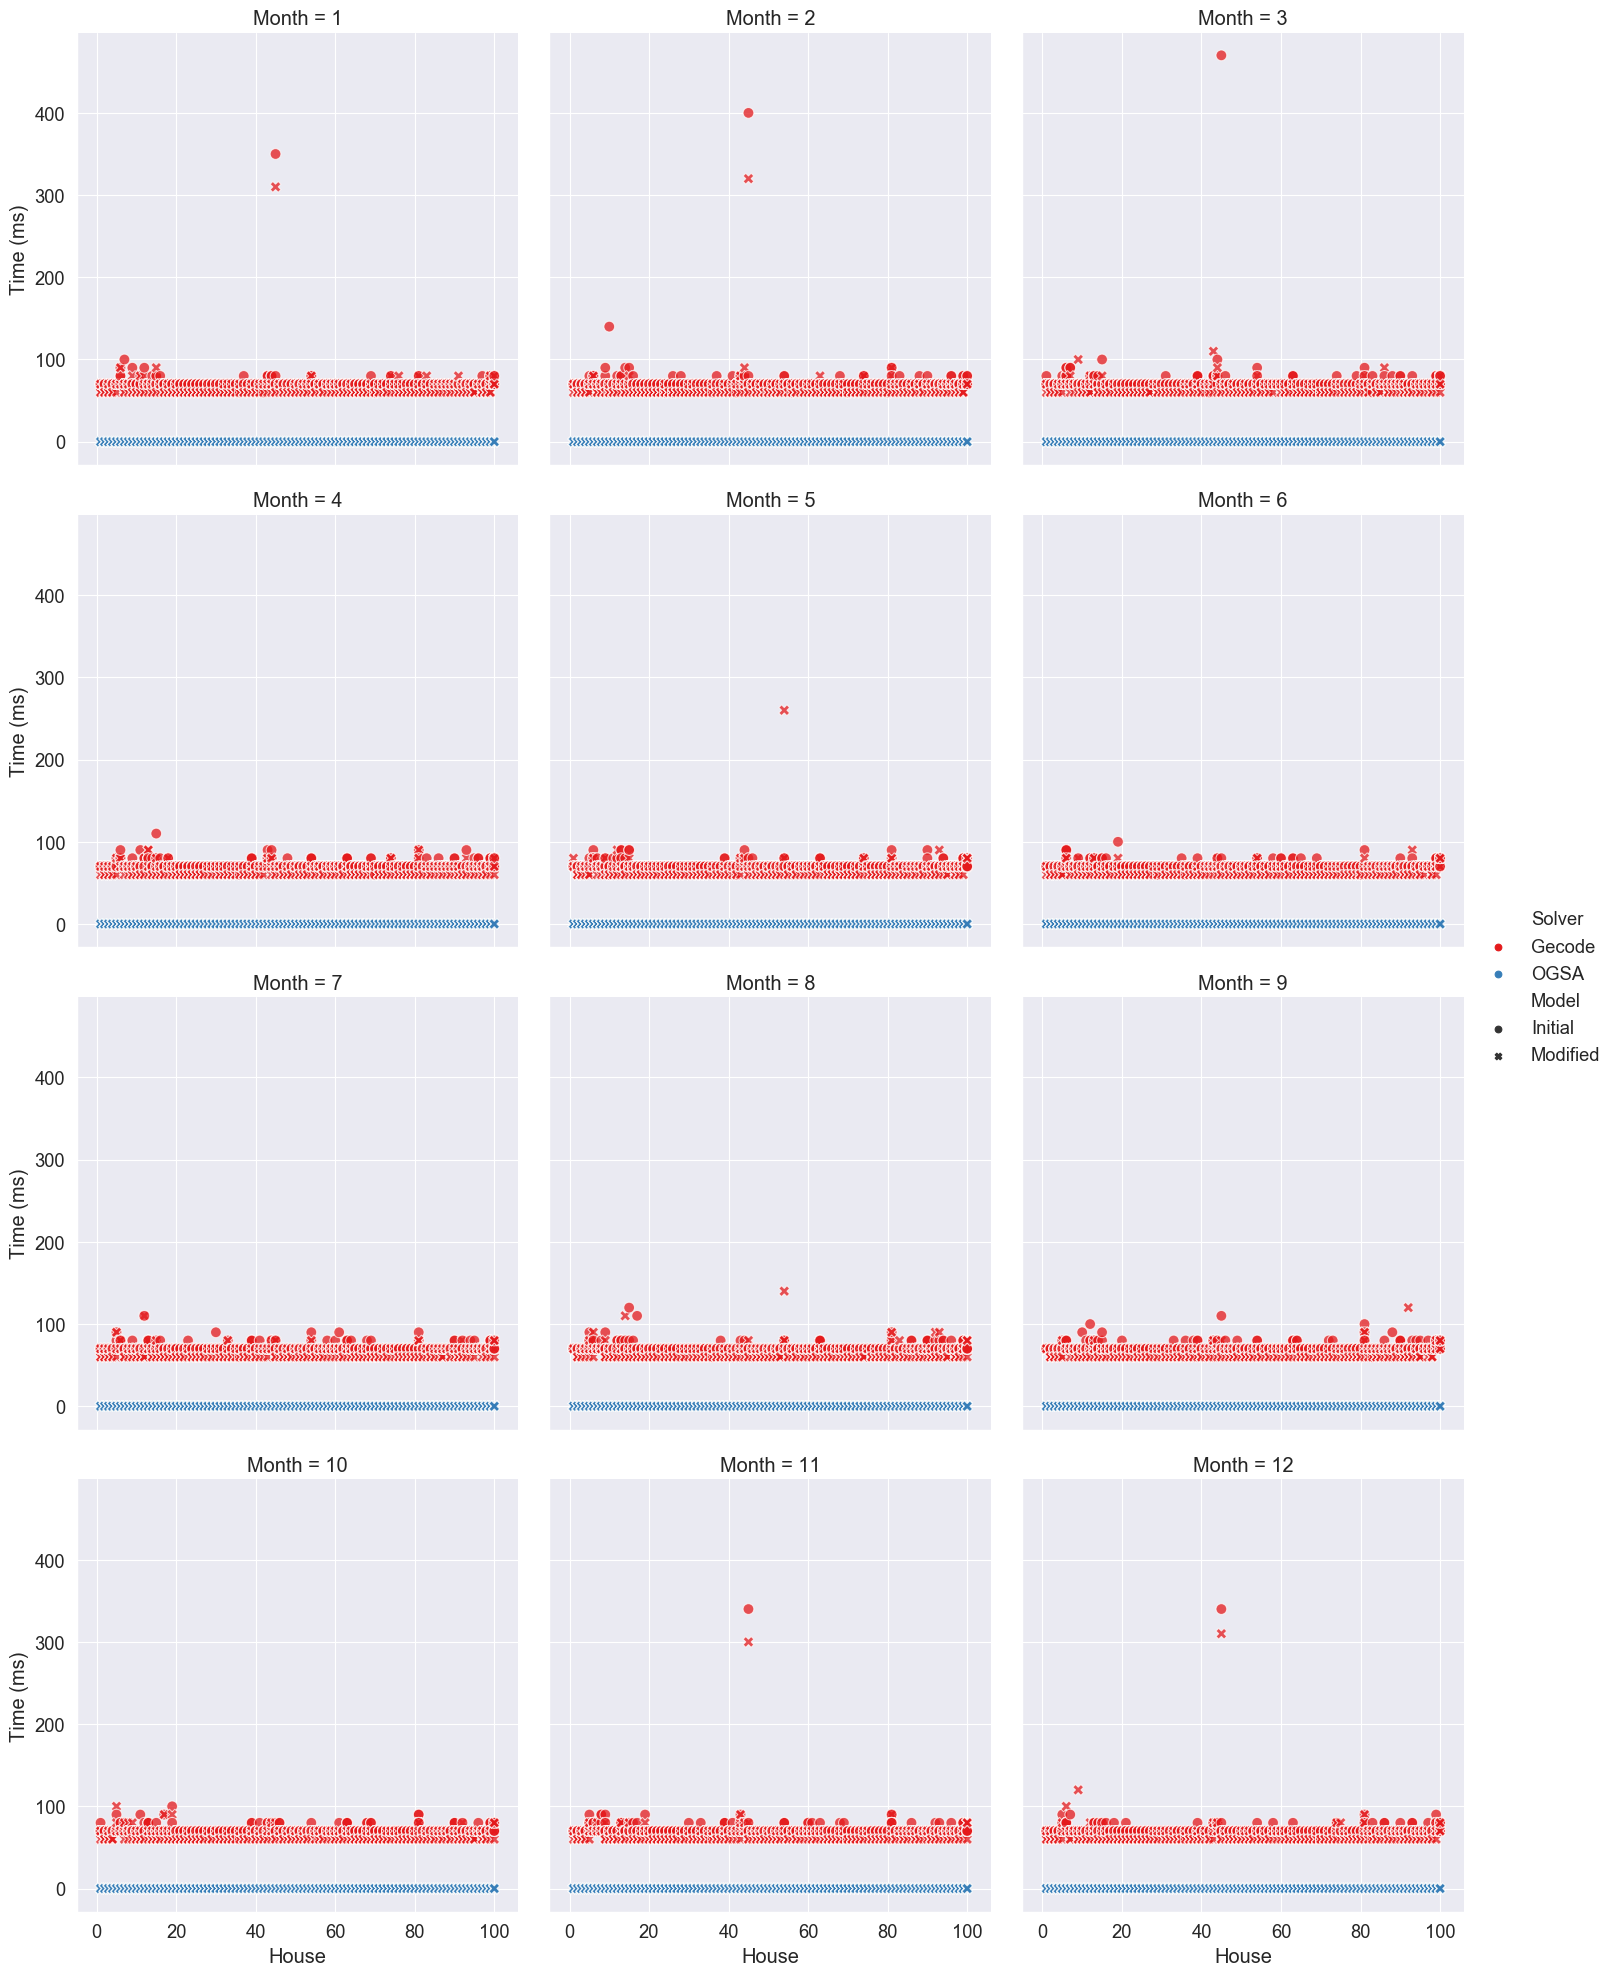 Month = 1 Month = 2 Month = 3
400
300
200
100
0
Time (ms)
Month = 4 Month = 5 Month = 6
400
300
200
100
0
Time (ms)
Month = 7 Month = 8 Month = 9
400
300
200
100
0
Time (ms)
Month = 10 Month = 11 Month = 12
400
300
200
100
0
Time (ms)
0 20 40 60 80 100 0 20 40 60 80 100 0 20 40 60 80 100
House House House
Solver
Gecode
OGSA
Model
Initial
Modified